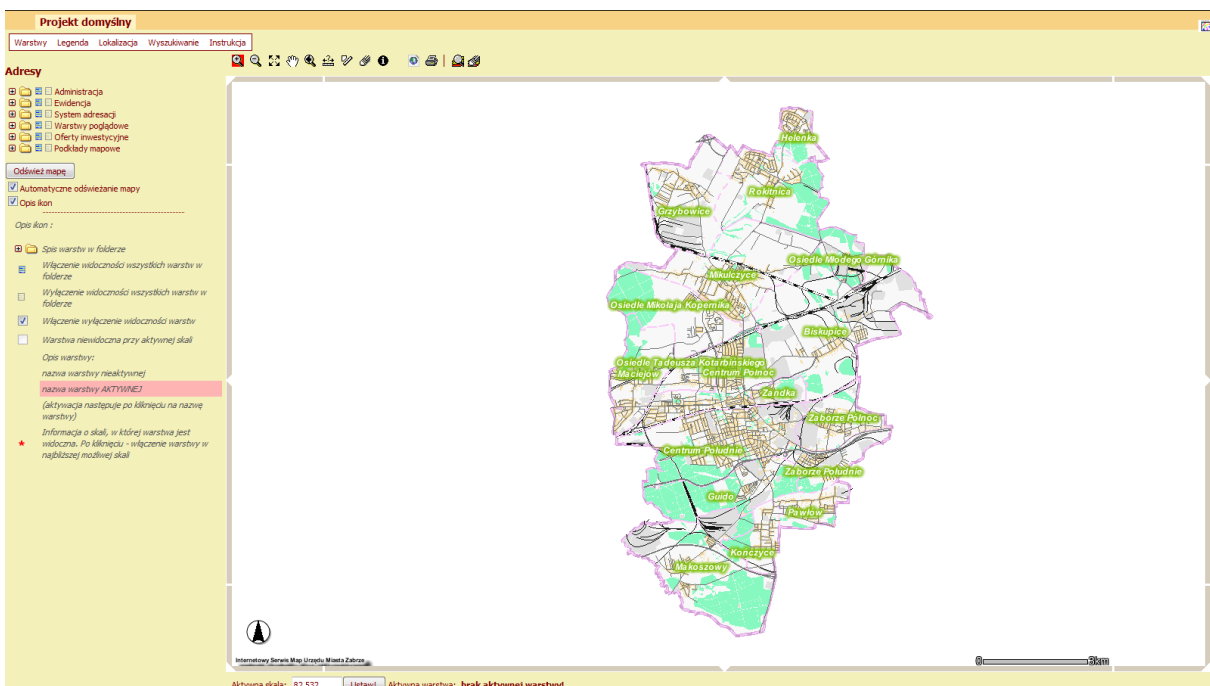 Projekt domyślny
Warstwy Legenda Lokalizacja Wyszukiwanie Instrukcja
Adresy
Administracja
Ewidencja
System adresacji
Warstwy poglądowe
Oferty inwestycyjne
Podkłady mapowe
Odśwież mapę
Automatyczne odświeżanie mapy
Opis ikon
Opis ikon :
Spis warstw w folderze
Włączenie widoczności wszystkich warstw w
folderze
Wyłączenie widoczności wszystkich warstw w
folderze
Włączenie wyłączenie widoczności warstw
Warstwa niewidoczna przy aktywnej skali
Opis warstwy:
nazwa warstwy nieaktywnej
nazwa warstwy AKTYWNEJ
(aktywacja następuje po kliknięciu na nazwę
warstwy)
Informacja o skali, w której warstwa jest
widoczna. Po kliknięciu - włączenie warstwy w
najbliższej możliwej skali
Helenka
Rokitnica
Grzybowice
Osiedle Młodego Górnika
Mikulczyce
Osiedle Mikołaja Kopernika
Biskupice
Osiedle Tadeusza Kotarbińskiego
Maciejów
Centrum Północ
Zandka
Zaborze Północ
Centrum Południe
Zaborze Południe
Guido
Pawłów
Kończyce
Makoszowy
Internetowy Serwis Map Urzędu Miasta Zabrze
0 3km
Aktywna skala: 82 532 Ustaw! Aktywna warstwa: brak aktywnej warstwy!